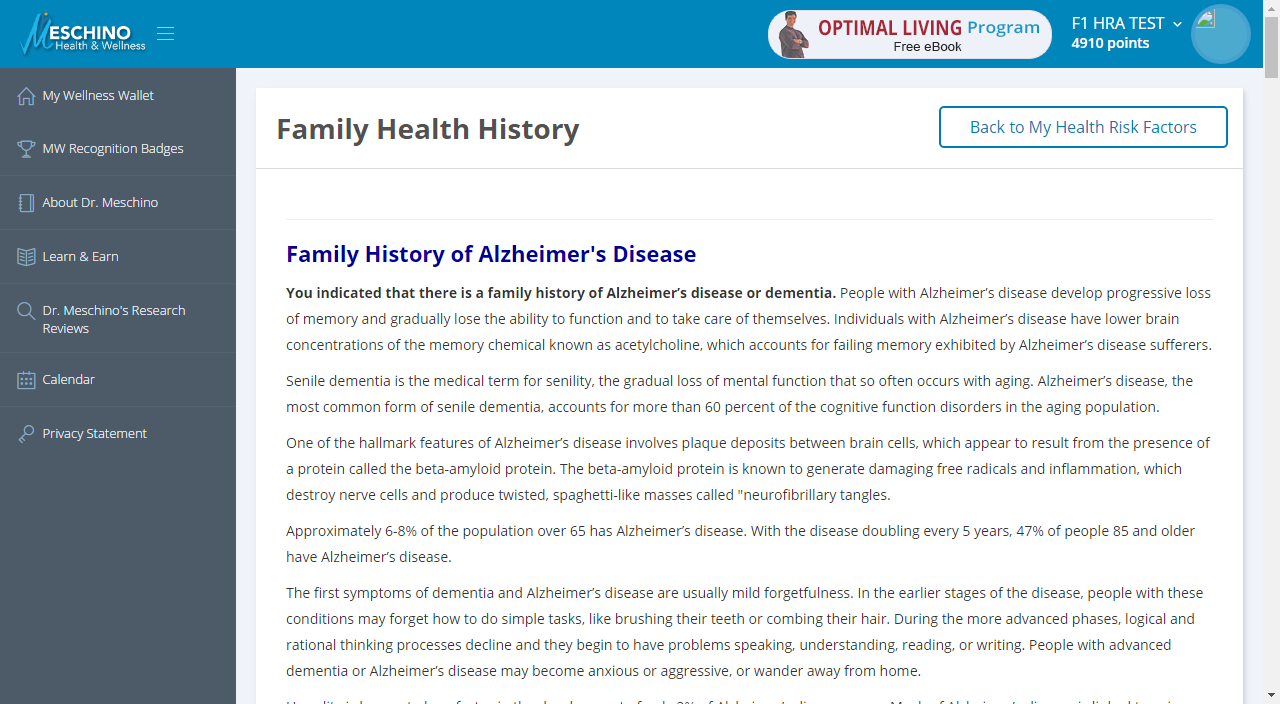 MESCHINO
Health & Wellness
OPTIMAL LIVING Program
Free eBook
F1 HRA TEST
4910 points
My Wellness Wallet
MW Recognition Badges
About Dr. Meschino
Learn & Earn
Dr. Meschino's Research
Reviews
Calendar
Privacy Statement
Family Health History
Back to My Health Risk Factors
Family History of Alzheimer's Disease
You indicated that there is a family history of Alzheimer’s disease or dementia. People with Alzheimer’s disease develop progressive loss
of memory and gradually lose the ability to function and to take care of themselves. Individuals with Alzheimer’s disease have lower brain
concentrations of the memory chemical known as acetylcholine, which accounts for failing memory exhibited by Alzheimer’s disease sufferers.
Senile dementia is the medical term for senility, the gradual loss of mental function that so often occurs with aging. Alzheimer’s disease, the
most common form of senile dementia, accounts for more than 60 percent of the cognitive function disorders in the aging population.
One of the hallmark features of Alzheimer’s disease involves plaque deposits between brain cells, which appear to result from the presence of
a protein called the beta-amyloid protein. The beta-amyloid protein is known to generate damaging free radicals and inflammation, which
destroy nerve cells and produce twisted, spaghetti-like masses called "neurofibrillary tangles.
Approximately 6-8% of the population over 65 has Alzheimer’s disease. With the disease doubling every 5 years, 47% of people 85 and older
have Alzheimer’s disease.
The first symptoms of dementia and Alzheimer’s disease are usually mild forgetfulness. In the earlier stages of the disease, people with these
conditions may forget how to do simple tasks, like brushing their teeth or combing their hair. During the more advanced phases, logical and
rational thinking processes decline and they begin to have problems speaking, understanding, reading, or writing. People with advanced
dementia or Alzheimer’s disease may become anxious or aggressive, or wander away from home.